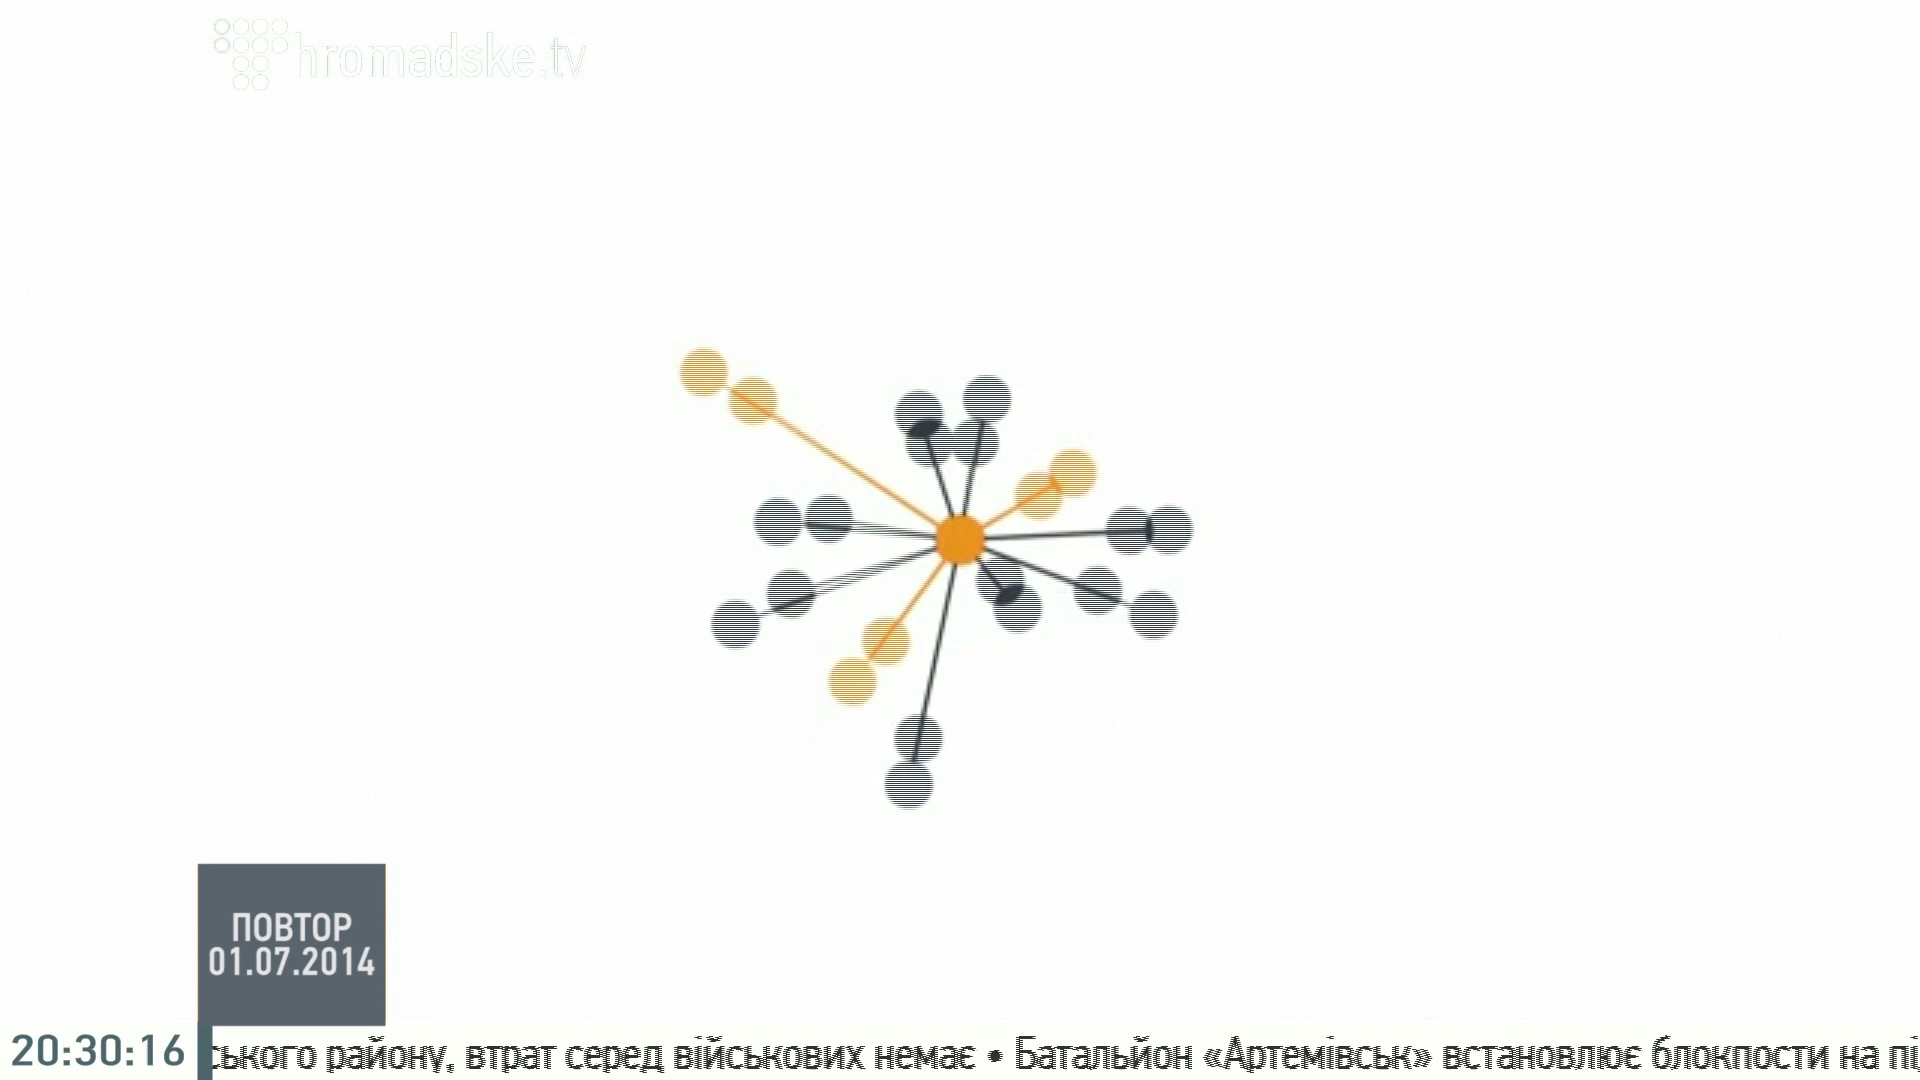 hromadske.tv
ПОВТОР
01.07.2014
20:30:16
ського району, втрат серед військових немає • Батальйон «Артемівськ» встановлює блокпости на пі